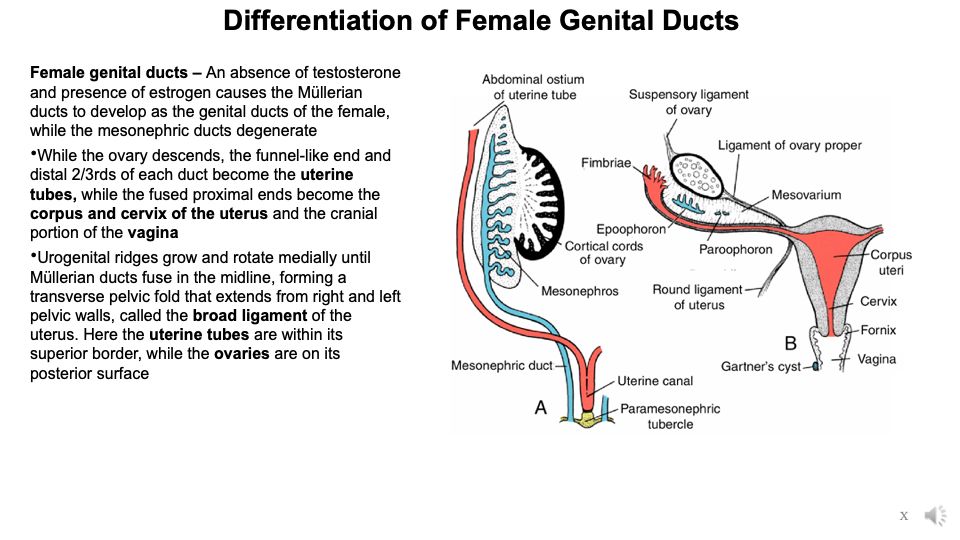 Differentiation of Female Genital Ducts
Female genital ducts – An absence of testosterone
and presence of estrogen causes the Müllerian
ducts to develop as the genital ducts of the female,
while the mesonephric ducts degenerate
•While the ovary descends, the funnel-like end and
distal 2/3rds of each duct become the uterine
tubes, while the fused proximal ends become the
corpus and cervix of the uterus and the cranial
portion of the vagina
•Urogenital ridges grow and rotate medially until
Müllerian ducts fuse in the midline, forming a
transverse pelvic fold that extends from right and left
pelvic walls, called the broad ligament of the
uterus. Here the uterine tubes are within its
superior border, while the ovaries are on its
posterior surface
Abdominal ostium
of uterine tube
Cortical cords
of ovary
Mesonephros
Mesonephric duct
Uterine canal
A
Paramesonephric
tubercle
Suspensory ligament
of ovary
Ligament of ovary proper
Fimbriae
Mesovarium
Epoophoron
Paroophoron
Round ligament
of uterus
Corpus
uteri
Cervix
Fornix
B
Vagina
Gartner's cyst
x